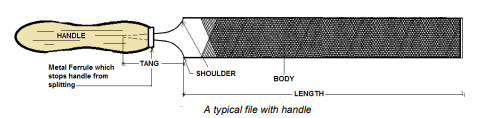 HANDLE
Metal Ferrule which
stops handle from
splitting
TANG
SHOULDER
BODY
LENGTH
A typical file with handle